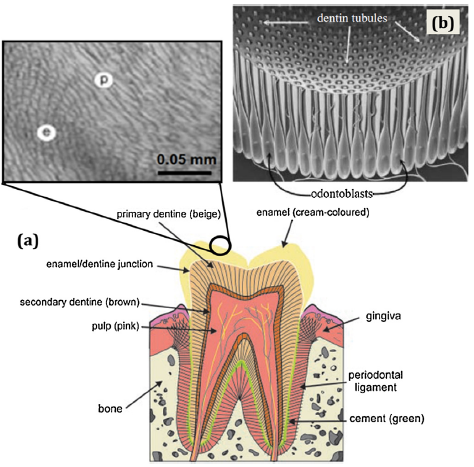 dentin tubules
(b)
p
e
0.05 mm
odontoblasts
primary dentine (beige)
enamel (cream-coloured)
(a)
enamel/dentine junction
secondary dentine (brown)
pulp (pink)
gingiva
periodontal
ligament
bone
cement (green)